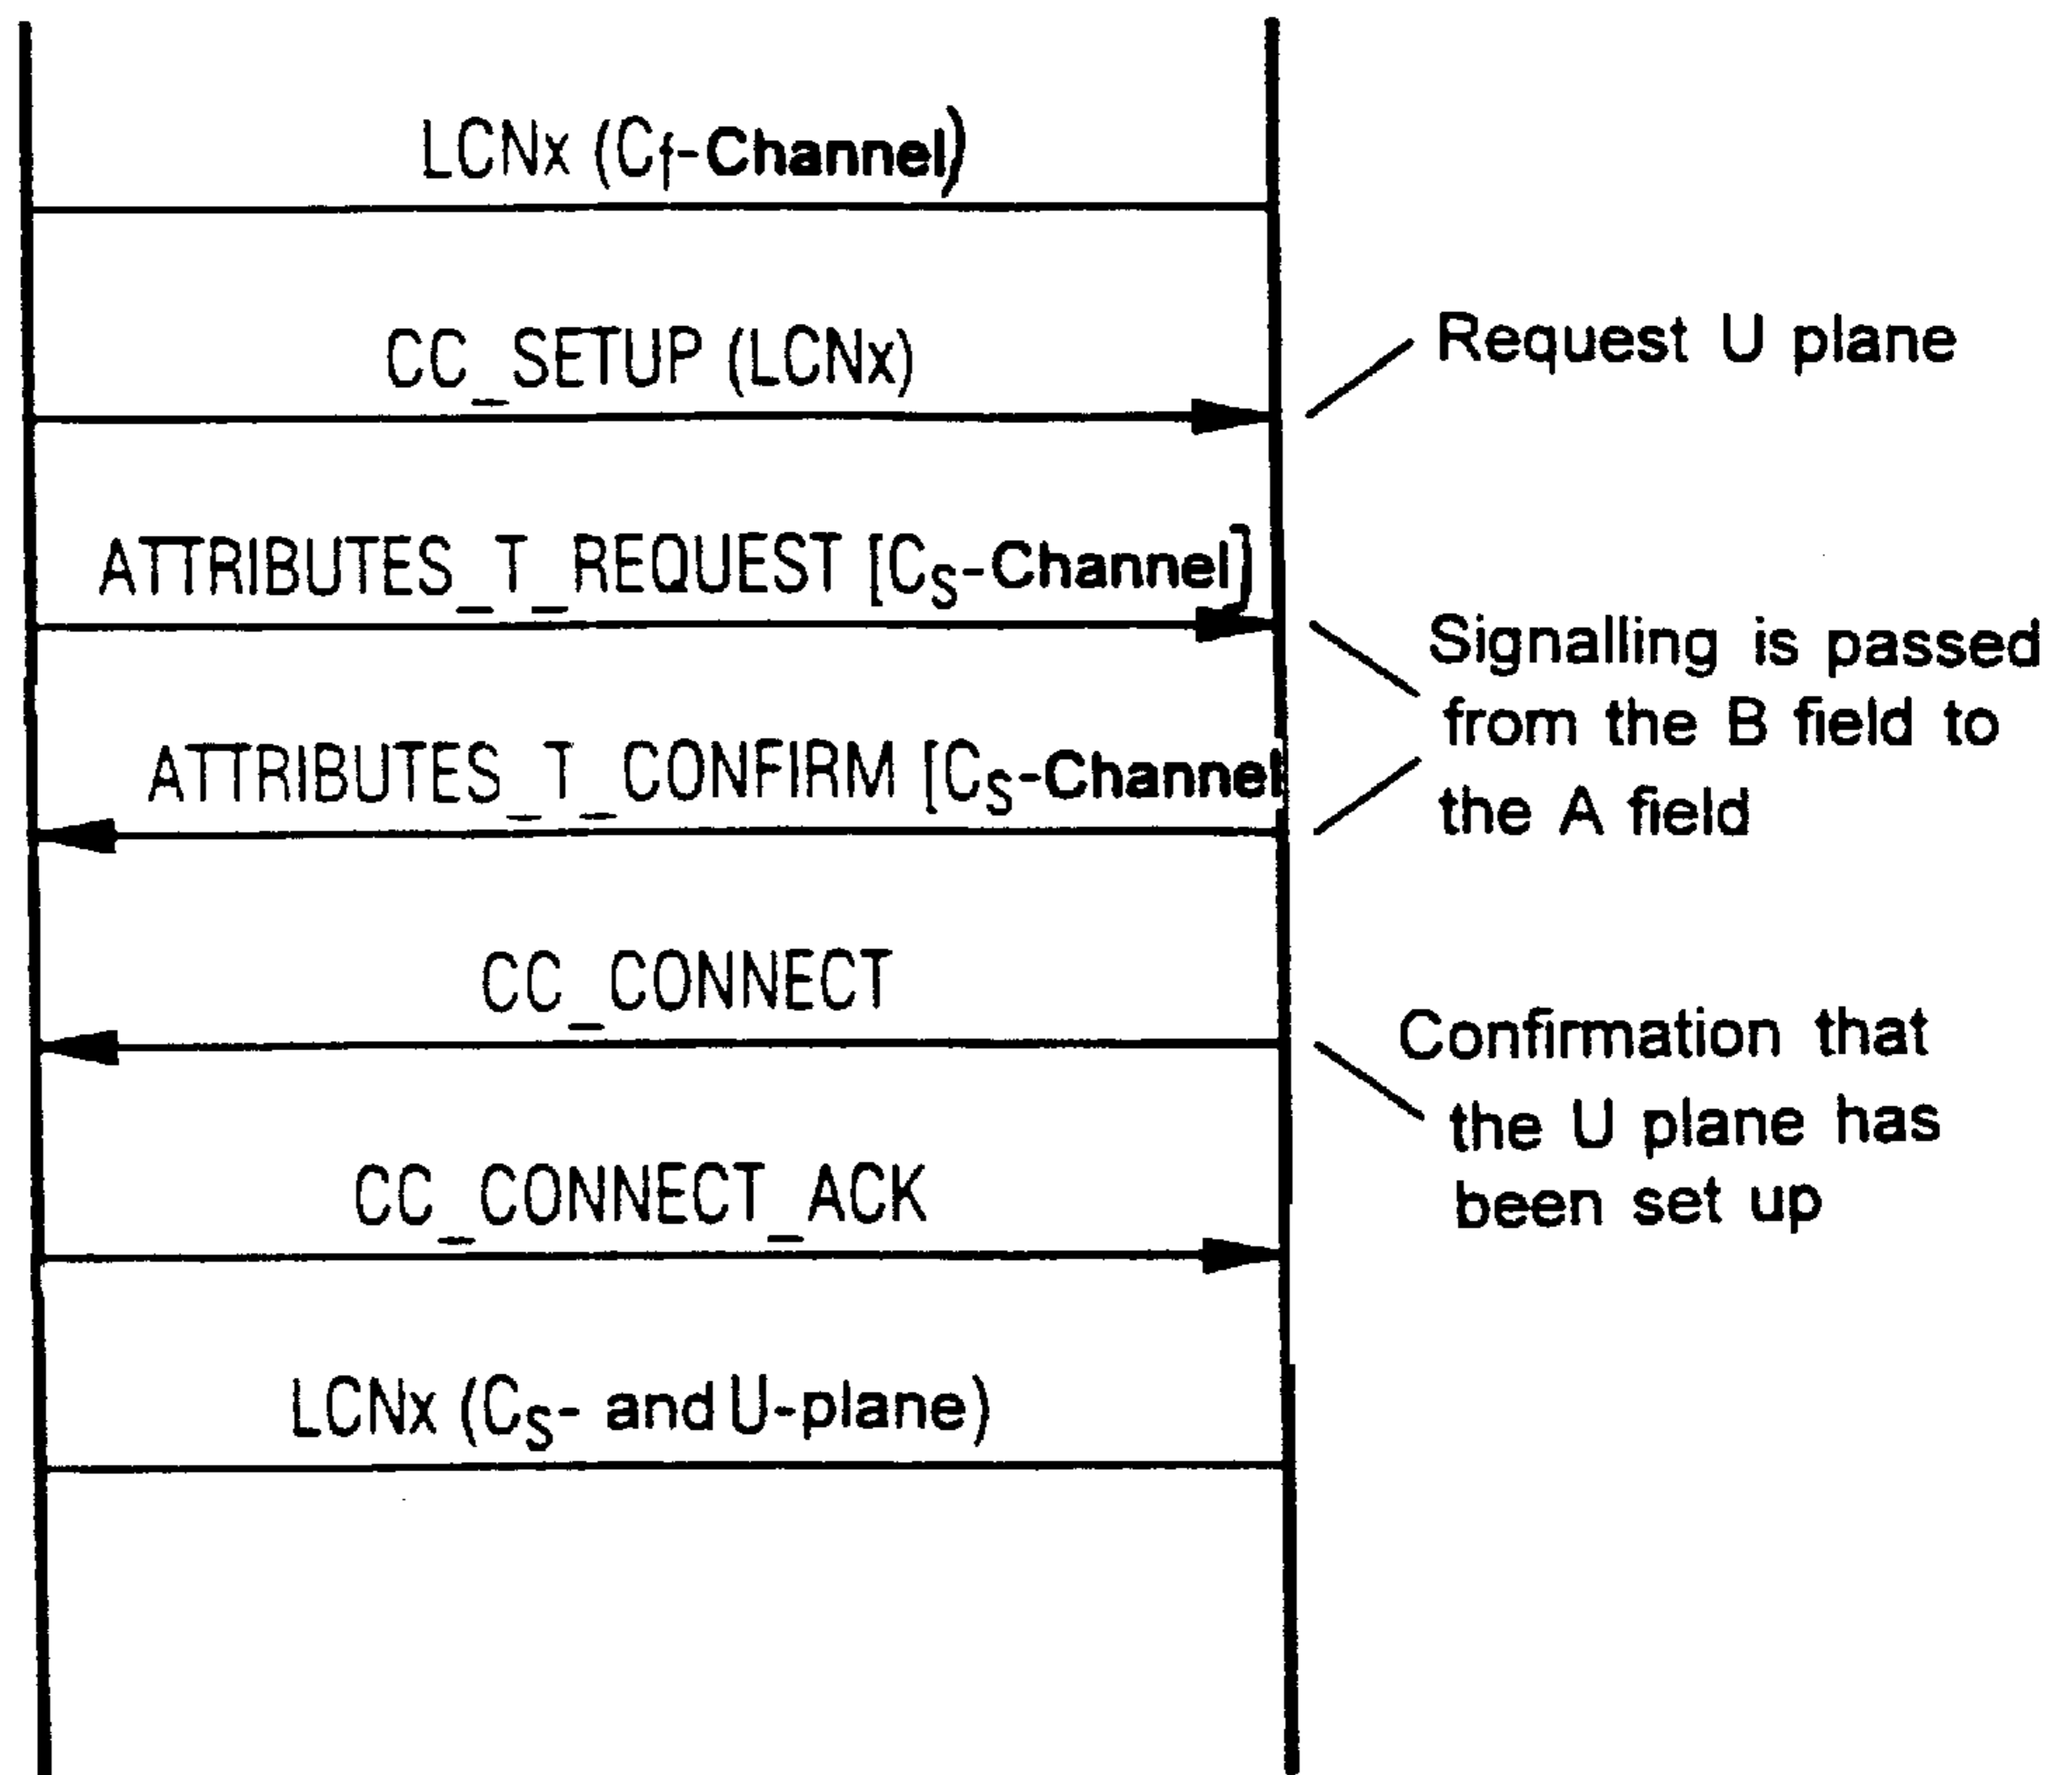 LCNx (Cf-Channel)
CC_SETUP (LCNx)
Request U plane
ATTRIBUTES_T_REQUEST [Cs-Channel]
Signalling is passed
from the B field to
the A field
ATTRIBUTES_T_CONFIRM [Cs-Channel
CC_CONNECT
Confirmation that
the U plane has
been set up
CC_CONNECT_ACK
LCNx (Cs- and U-plane)